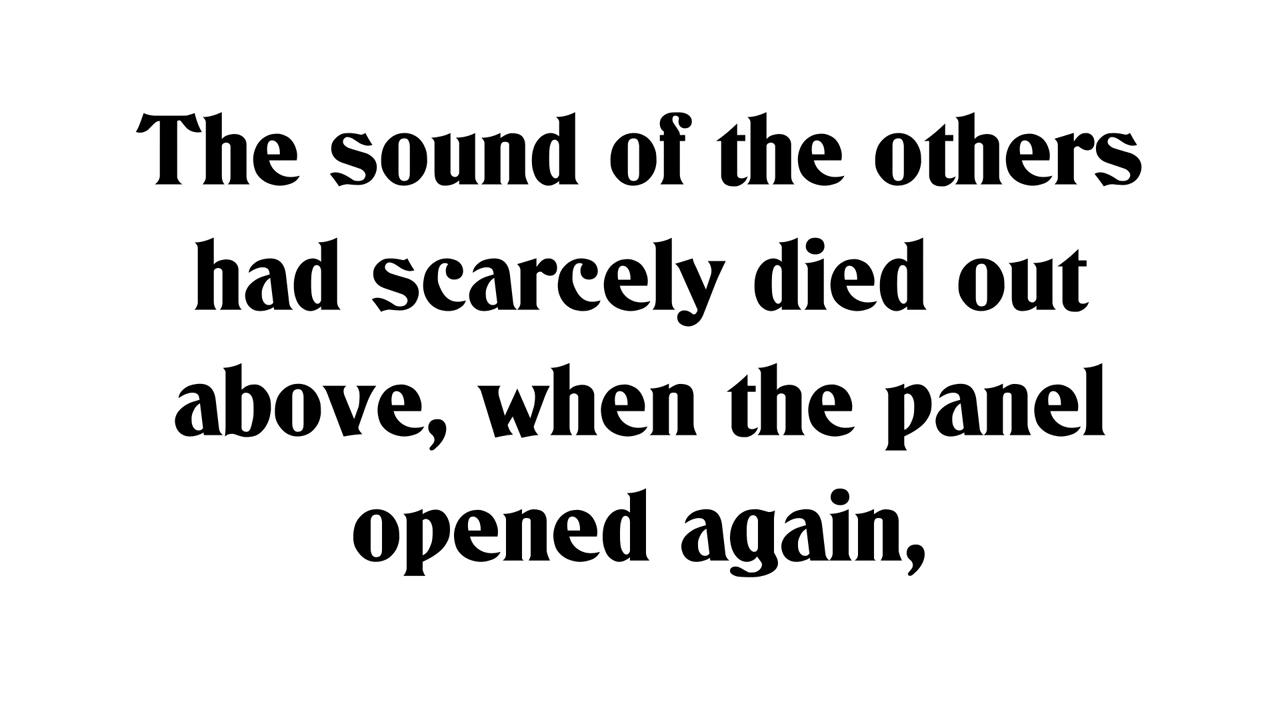 The sound of the others
had scarcely died out
above, when the panel
opened again,